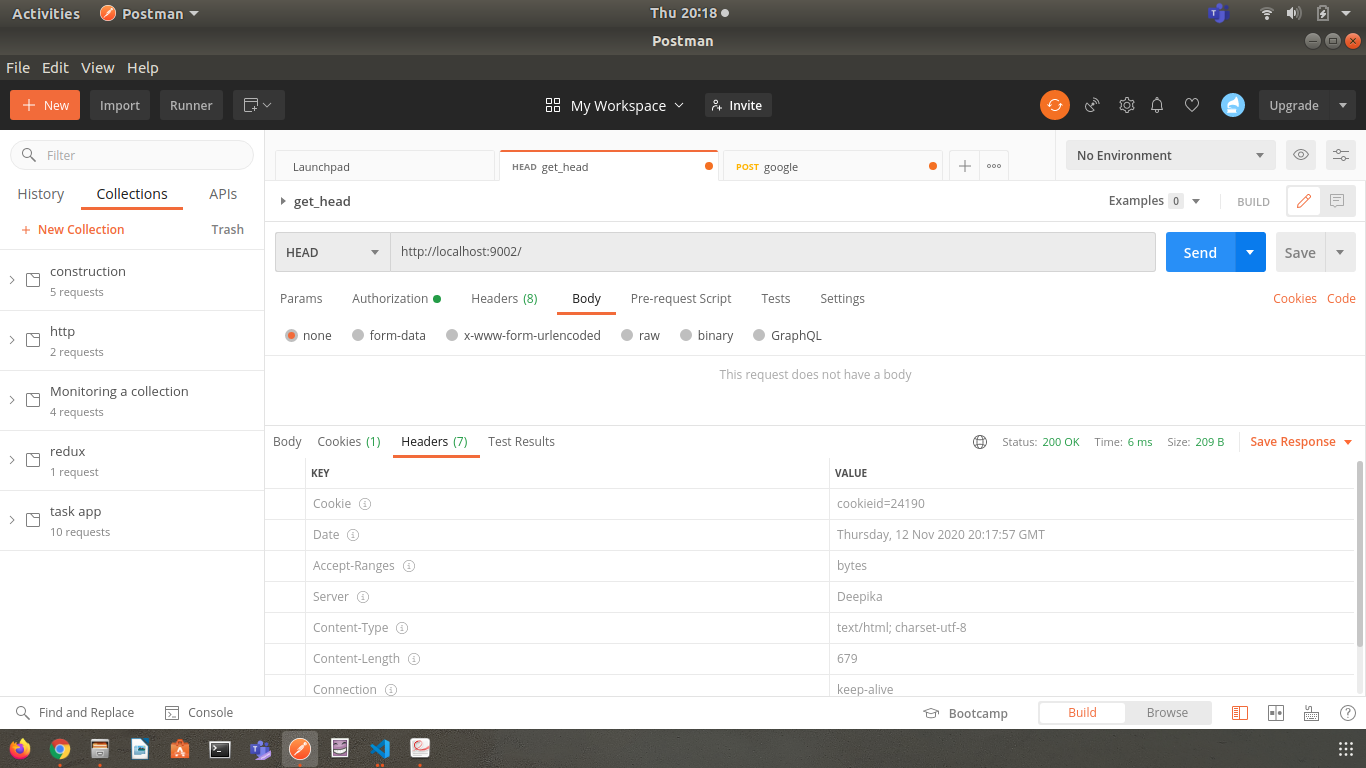 Activities Postman Thu 20:18
Postman
File Edit View Help
New Import Runner My Workspace Invite Upgrade
Filter
History Collections APIs
New Collection Trash
construction
5 requests
http
2 requests
Monitoring a collection
4 requests
redux
1 request
task app
10 requests
Launchpad HEAD get_head POST google No Environment
get_head Examples 0 BUILD
HEAD http://localhost:9002/ Send Save
Params Authorization Headers (8) Body Pre-request Script Tests Settings Cookies Code
none form-data x-www-form-urlencoded raw binary GraphQL
This request does not have a body
Body Cookies (1) Headers (7) Test Results Status: 200 OK Time: 6 ms Size: 209 B Save Response
KEY VALUE
Cookie cookieid=24190
Date Thursday, 12 Nov 2020 20:17:57 GMT
Accept-Ranges bytes
Server Deepika
Content-Type text/html; charset-utf-8
Content-Length 679
Connection keep-alive
Find and Replace Console Bootcamp Build Browse